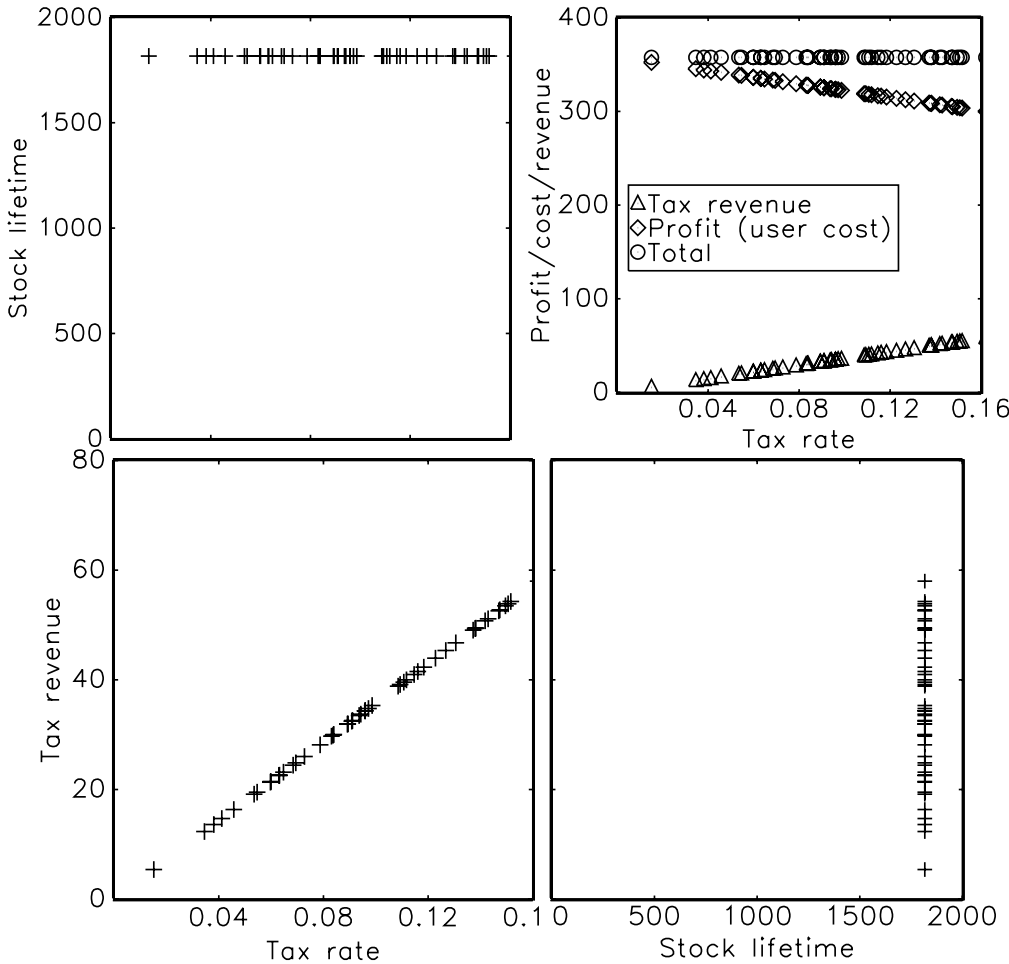 2000
1500
1000
500
0
Stock lifetime
400
300
200
100
0
Profit/cost/revenue
Tax revenue
Profit (user cost)
Total
0.04 0.08 0.12 0.16
Tax rate
80
60
40
20
0
Tax revenue
0.04 0.08 0.12 0.1
Tax rate
0 500 1000 1500 2000
Stock lifetime